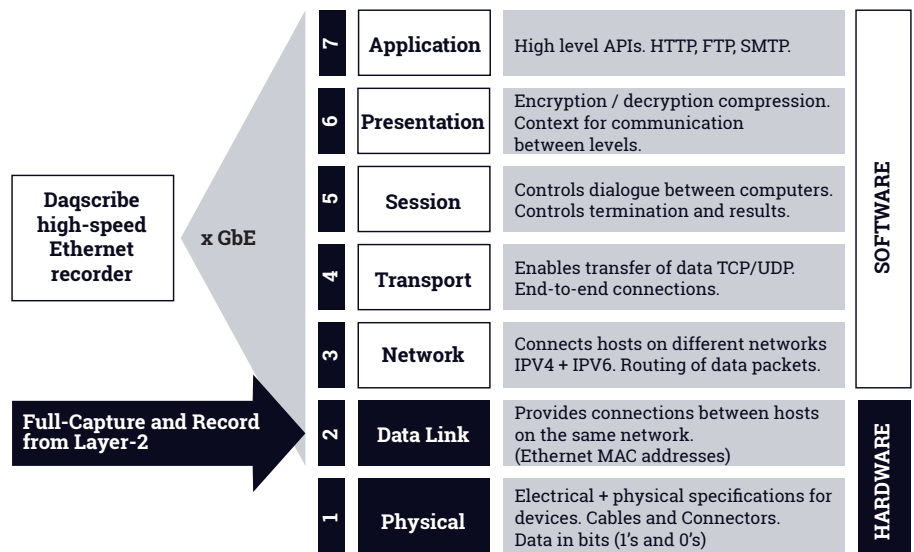 7
Application
High level APIs. HTTP, FTP, SMTP.
6
Presentation
Encryption / decryption compression.
Context for communication
between levels.
5
Session
Controls dialogue between computers.
Controls termination and results.
4
Transport
Enables transfer of data TCP/UDP.
End-to-end connections.
3
Network
Connects hosts on different networks
IPV4 + IPV6. Routing of data packets.
2
Data Link
Provides connections between hosts
on the same network.
(Ethernet MAC addresses)
1
Physical
Electrical + physical specifications for
devices. Cables and Connectors.
Data in bits (1's and 0's)
SOFTWARE
HARDWARE
Daqscribe
high-speed
Ethernet
recorder
x GbE
Full-Capture and Record
from Layer-2